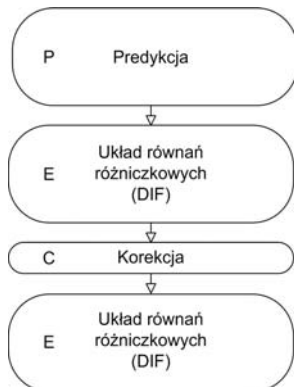 P Predykcja
Układ równań
E różniczkowych
(DIF)
C Korekcja
Układ równań
E różniczkowych
(DIF)